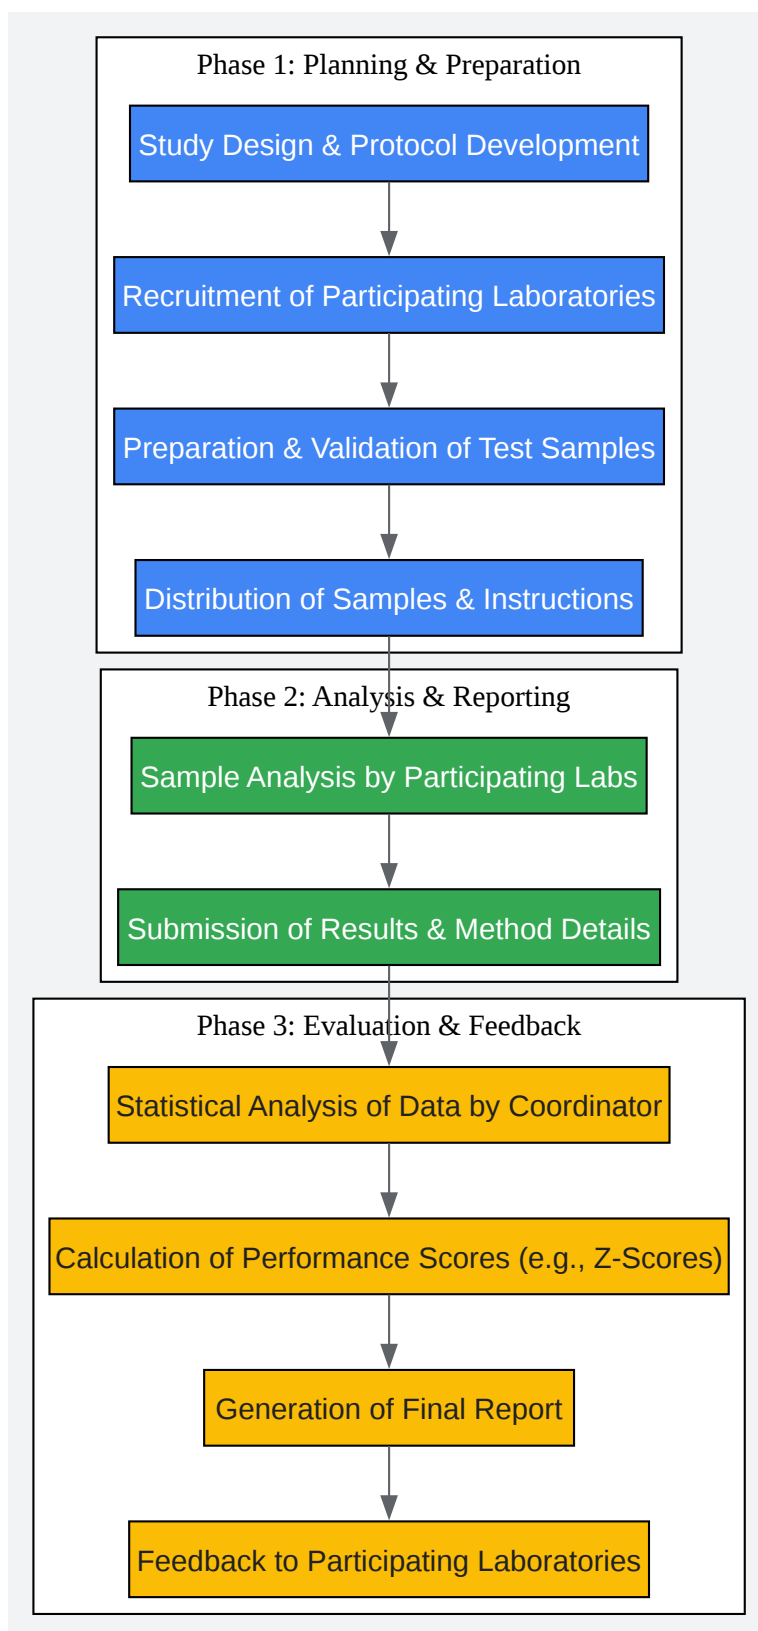 Phase 1: Planning & Preparation
Study Design & Protocol Development
Recruitment of Participating Laboratories
Preparation & Validation of Test Samples
Distribution of Samples & Instructions
Phase 2: Analysis & Reporting
Sample Analysis by Participating Labs
Submission of Results & Method Details
Phase 3: Evaluation & Feedback
Statistical Analysis of Data by Coordinator
Calculation of Performance Scores (e.g., Z-Scores)
Generation of Final Report
Feedback to Participating Laboratories